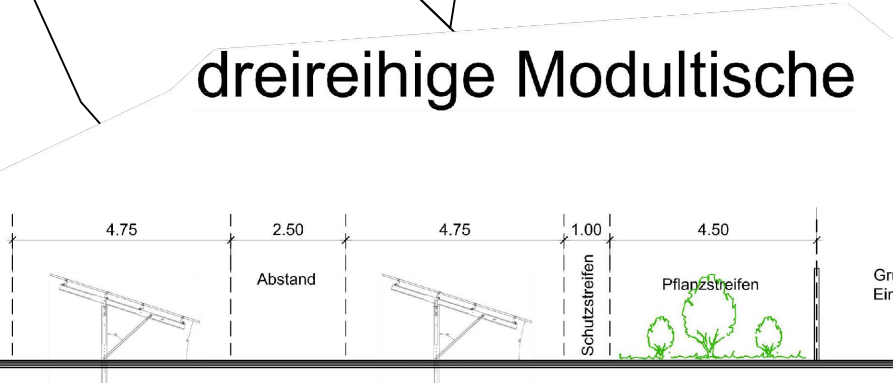 dreireihige Modultische
4.75
2.50
4.75
1.00
4.50
Abstand
Schutzstreifen
Pflanzstreifen